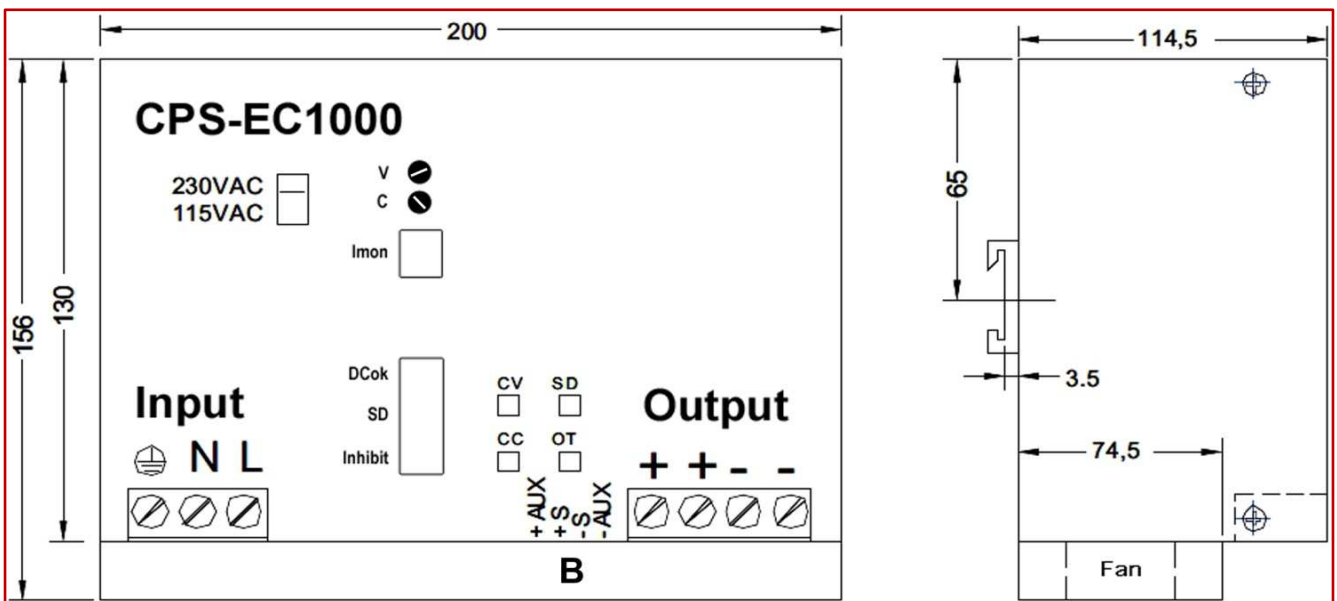 200
114,5
CPS-EC1000
230VAC
115VAC
V
C
Imon
65
156
130
3.5
DCok
SD
Inhibit
CV SD
CC OT
Input
N L
Output
+ + - -
74,5
+ AUX
+ S
- S
- AUX
B
Fan